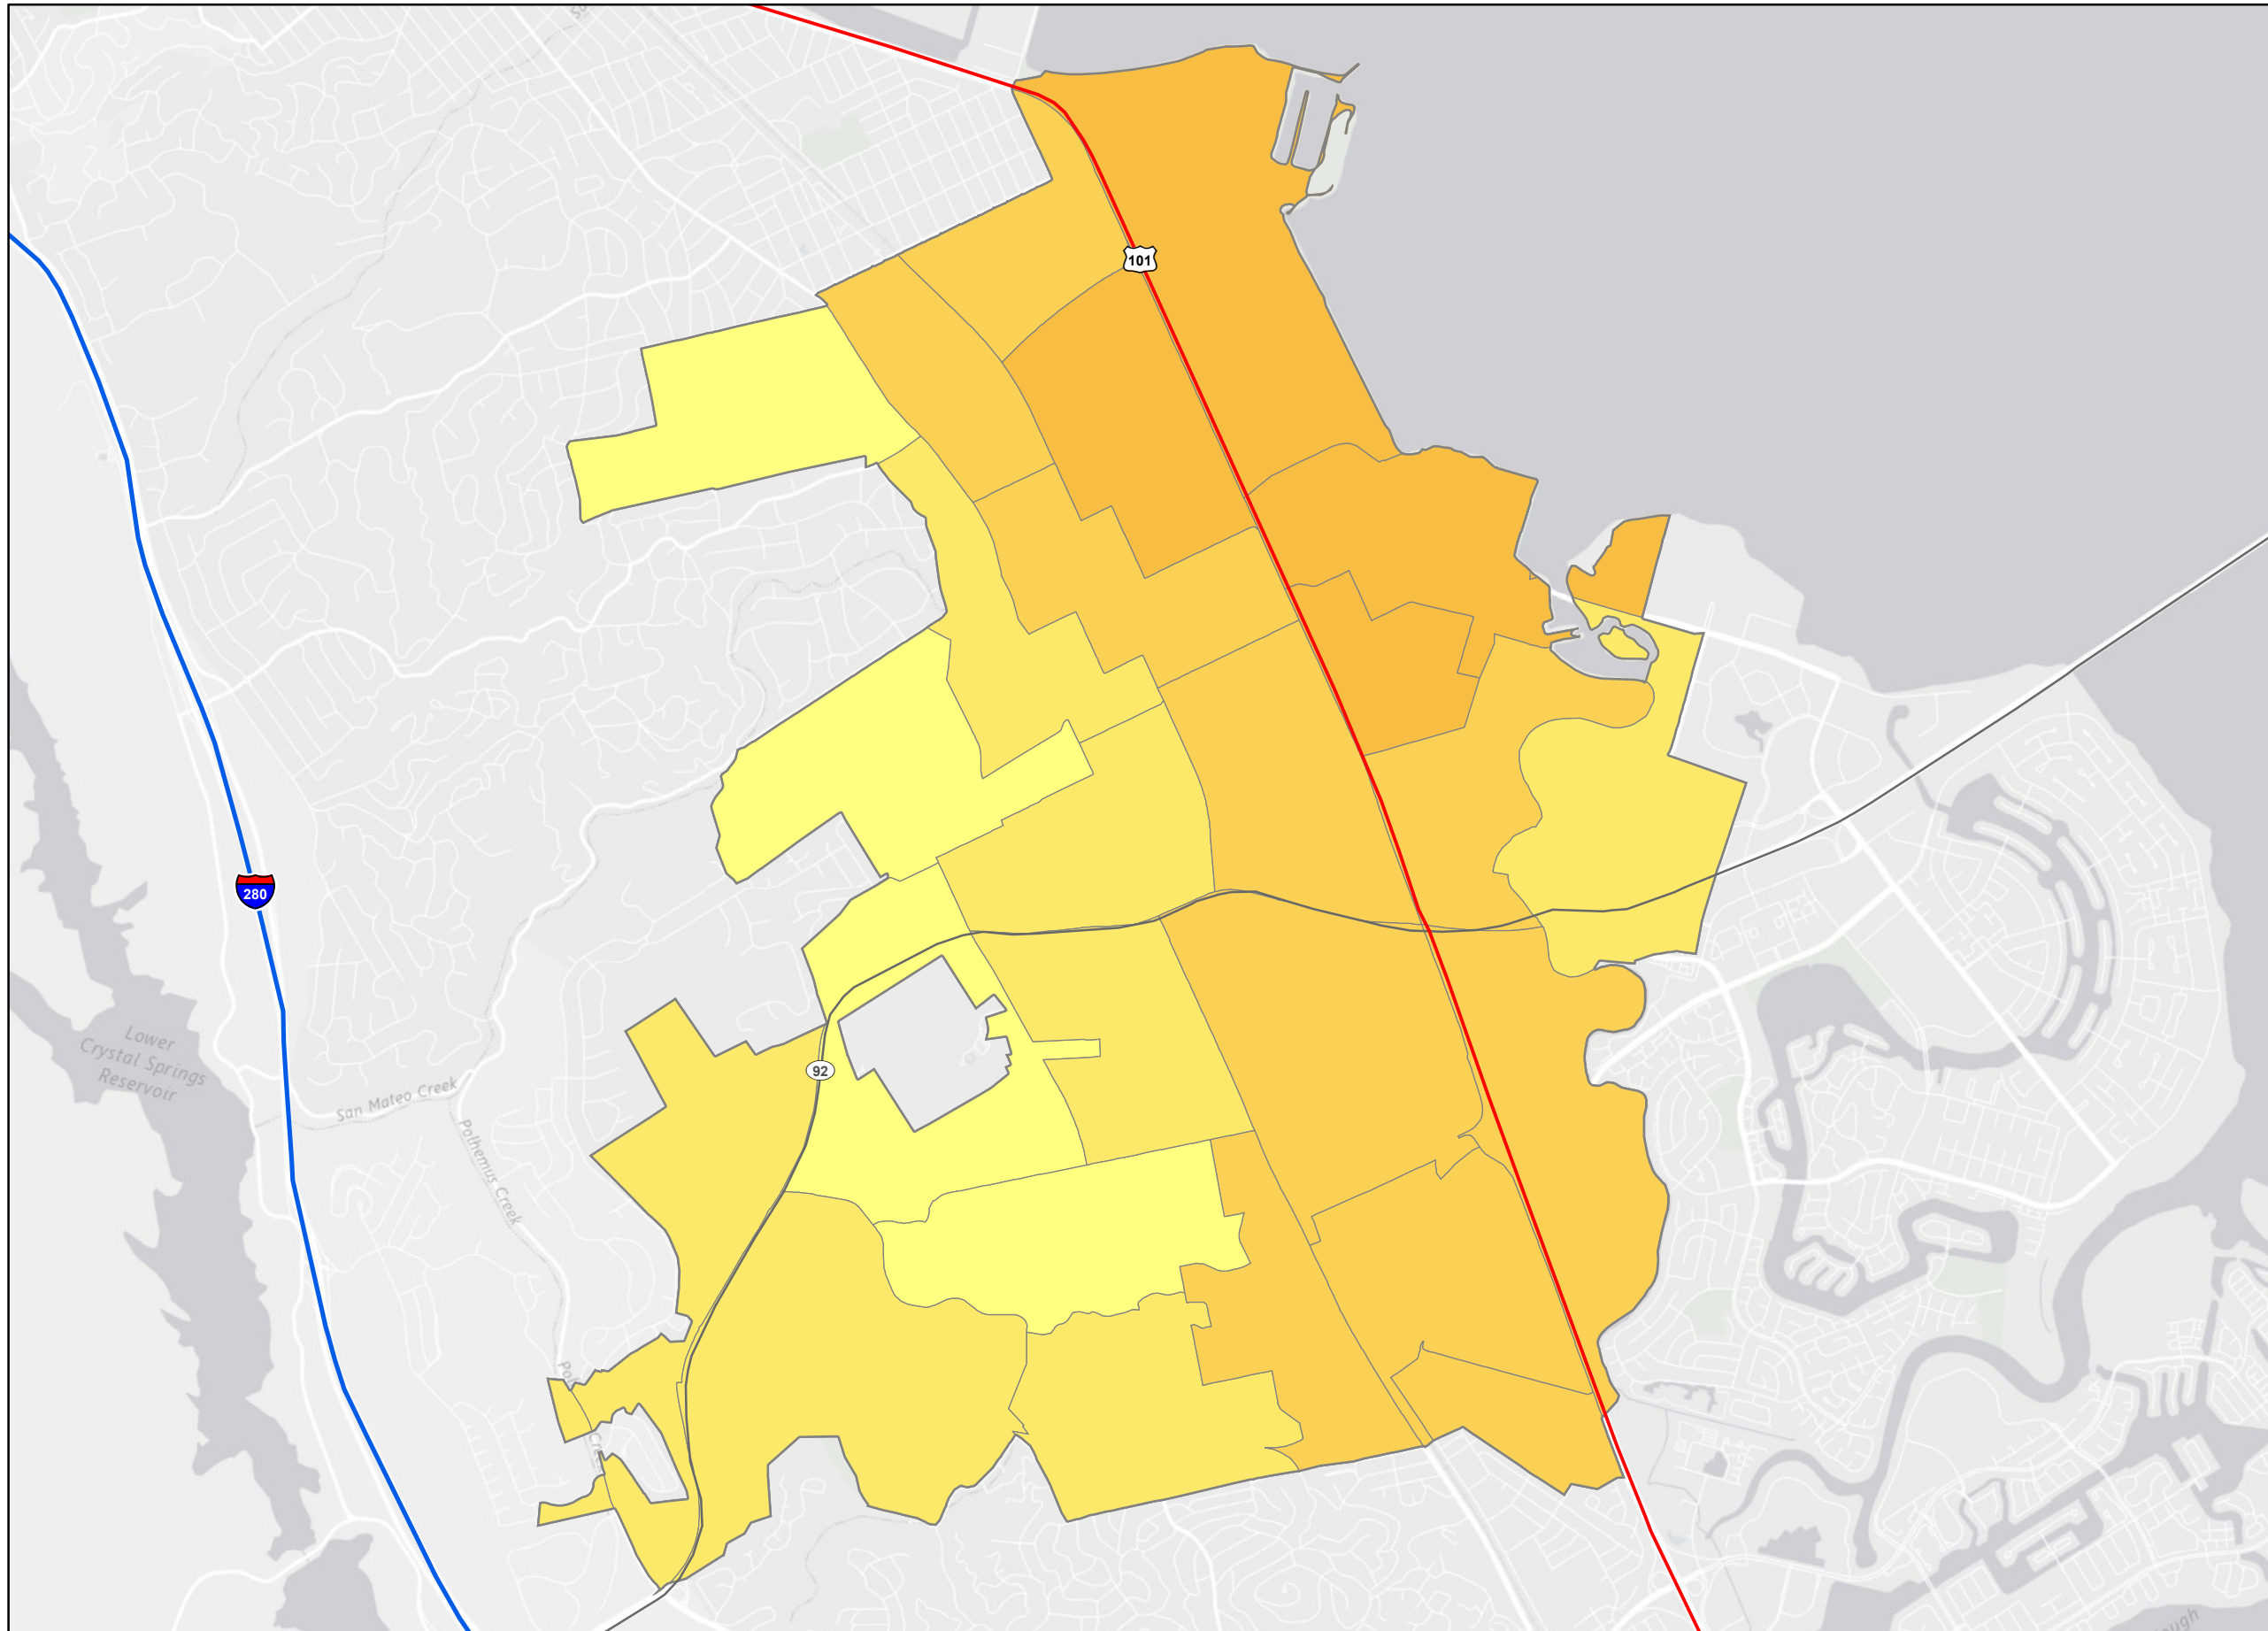 101
280
Lower
Crystal Springs
Reservoir
San Mateo Creek
92
Polhemus Creek